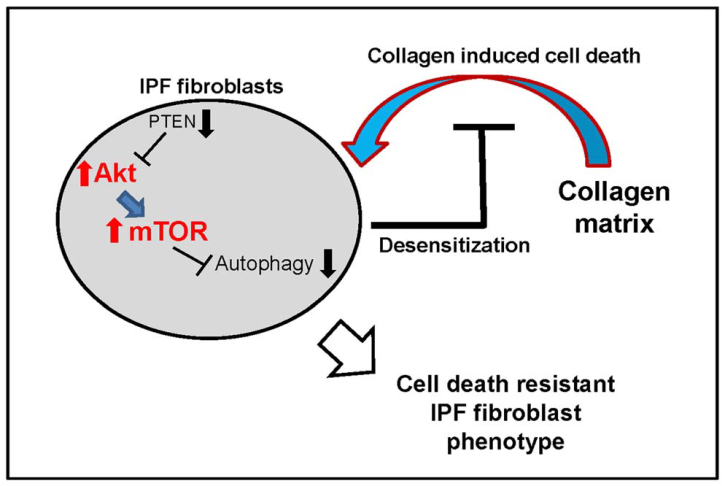 Collagen induced cell death
IPF fibroblasts
PTEN
Akt
mTOR
Autophagy
Collagen
matrix
Desensitization
Cell death resistant
IPF fibroblast
phenotype